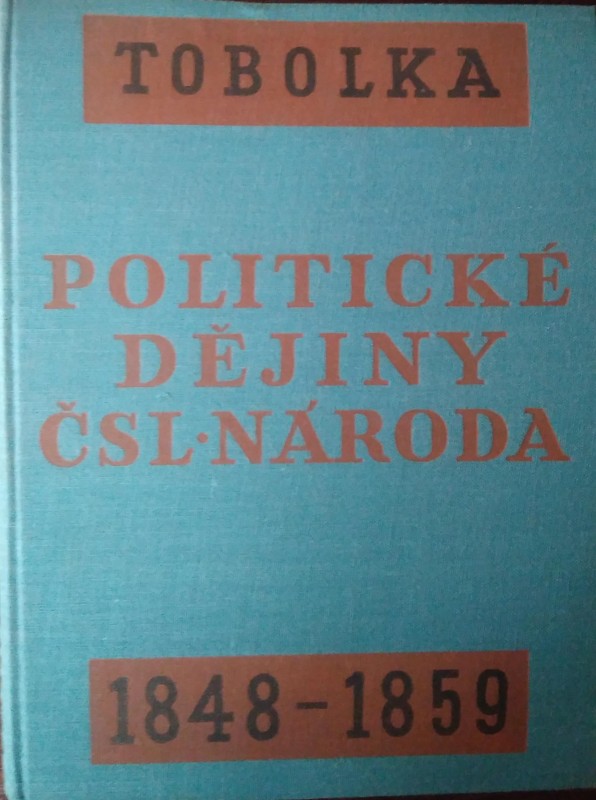 TOBOLKA
POLITICKÉ
DĚJINY
ČSL·NÁRODA
1848-1859